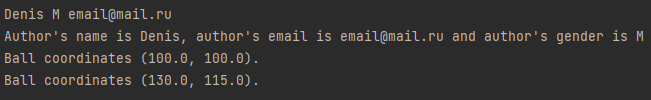 Denis M email@mail.ru
Author's name is Denis, author's email is email@mail.ru and author's gender is M
Ball coordinates (100.0, 100.0).
Ball coordinates (130.0, 115.0).